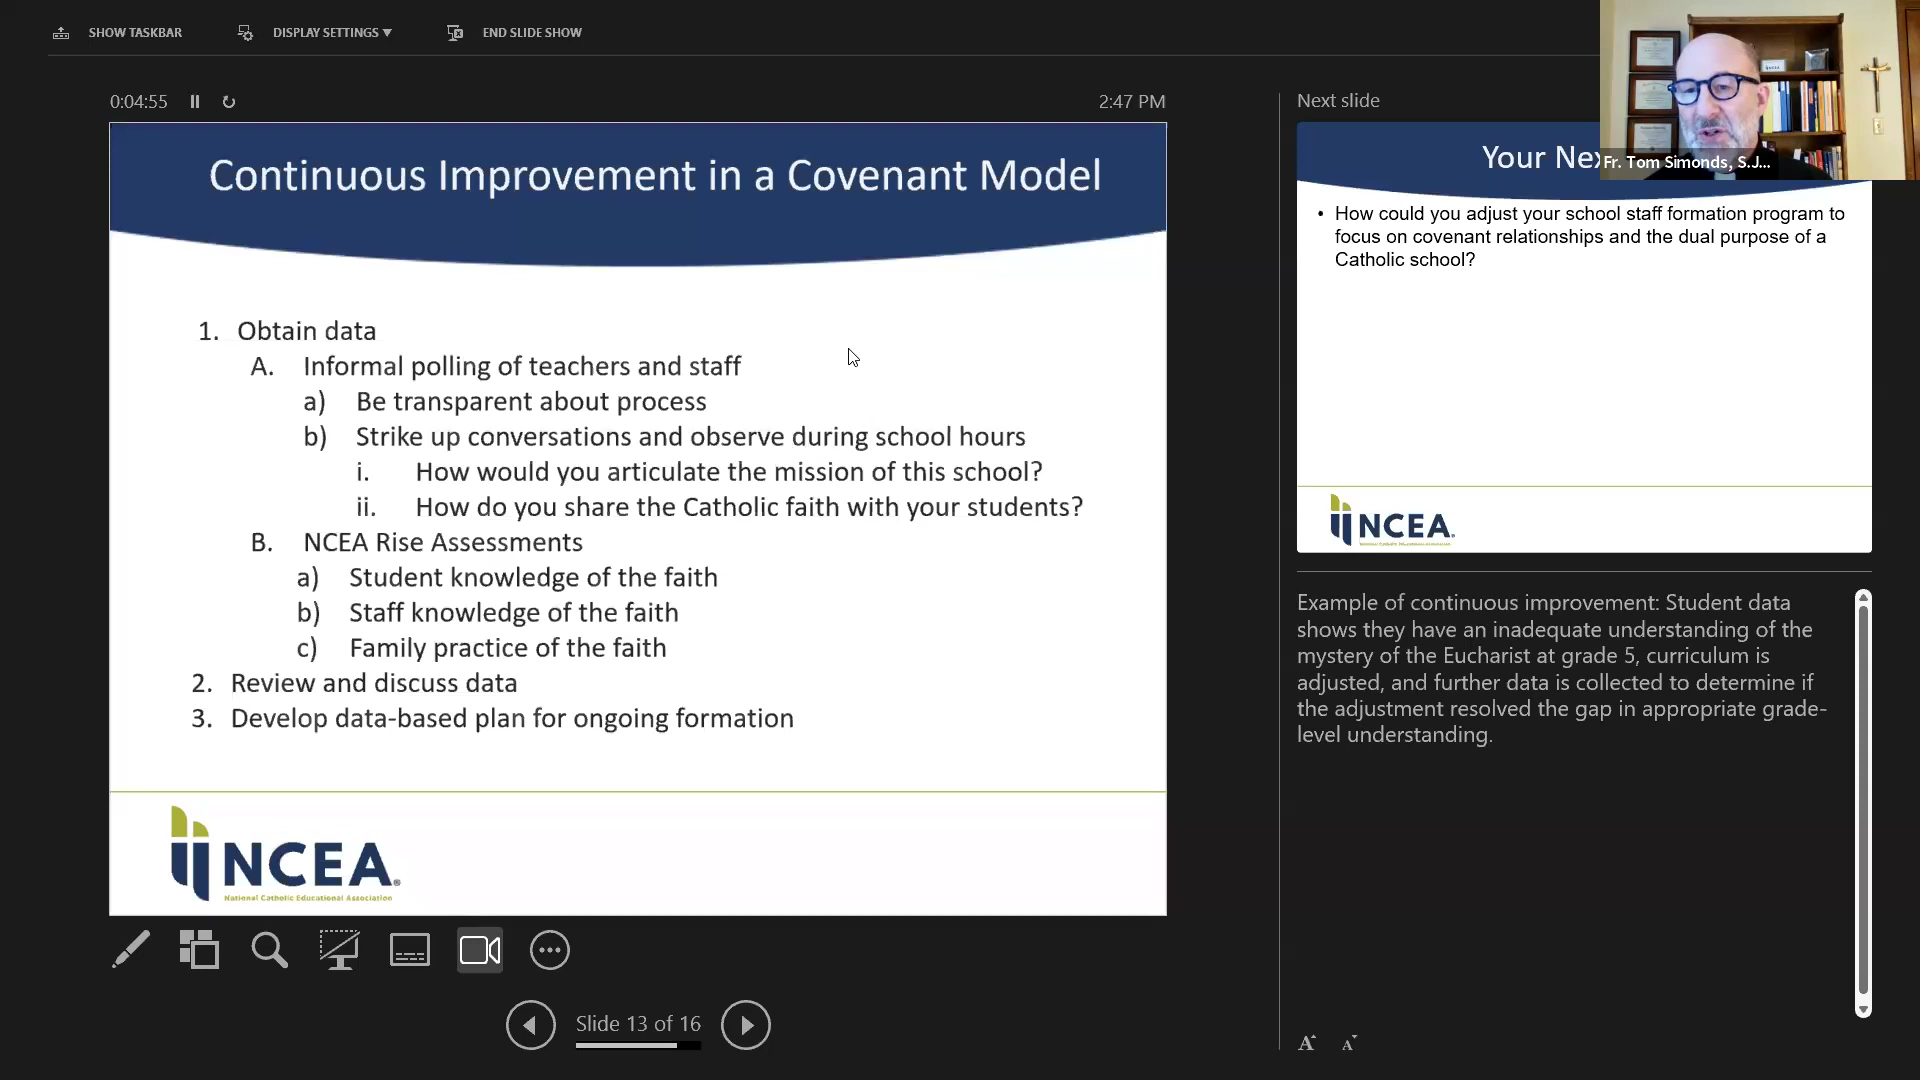 SHOW TASKBAR
DISPLAY SETTINGS ▼
END SLIDE SHOW
0:04:55
2:47 PM
Continuous Improvement in a Covenant Model
1. Obtain data
A. Informal polling of teachers and staff
a) Be transparent about process
b) Strike up conversations and observe during school hours
i. How would you articulate the mission of this school?
ii. How do you share the Catholic faith with your students?
B. NCEA Rise Assessments
a) Student knowledge of the faith
b) Staff knowledge of the faith
c) Family practice of the faith
2. Review and discuss data
3. Develop data-based plan for ongoing formation
NCEA®
National Catholic Educational Association
Slide 13 of 16
Next slide
Your Nex
Fr. Tom Simonds, S.J...
• How could you adjust your school staff formation program to
focus on covenant relationships and the dual purpose of a
Catholic school?
NCEA.
National Catholic Educational Association
Example of continuous improvement: Student data
shows they have an inadequate understanding of the
mystery of the Eucharist at grade 5, curriculum is
adjusted, and further data is collected to determine if
the adjustment resolved the gap in appropriate grade-
level understanding.
A A